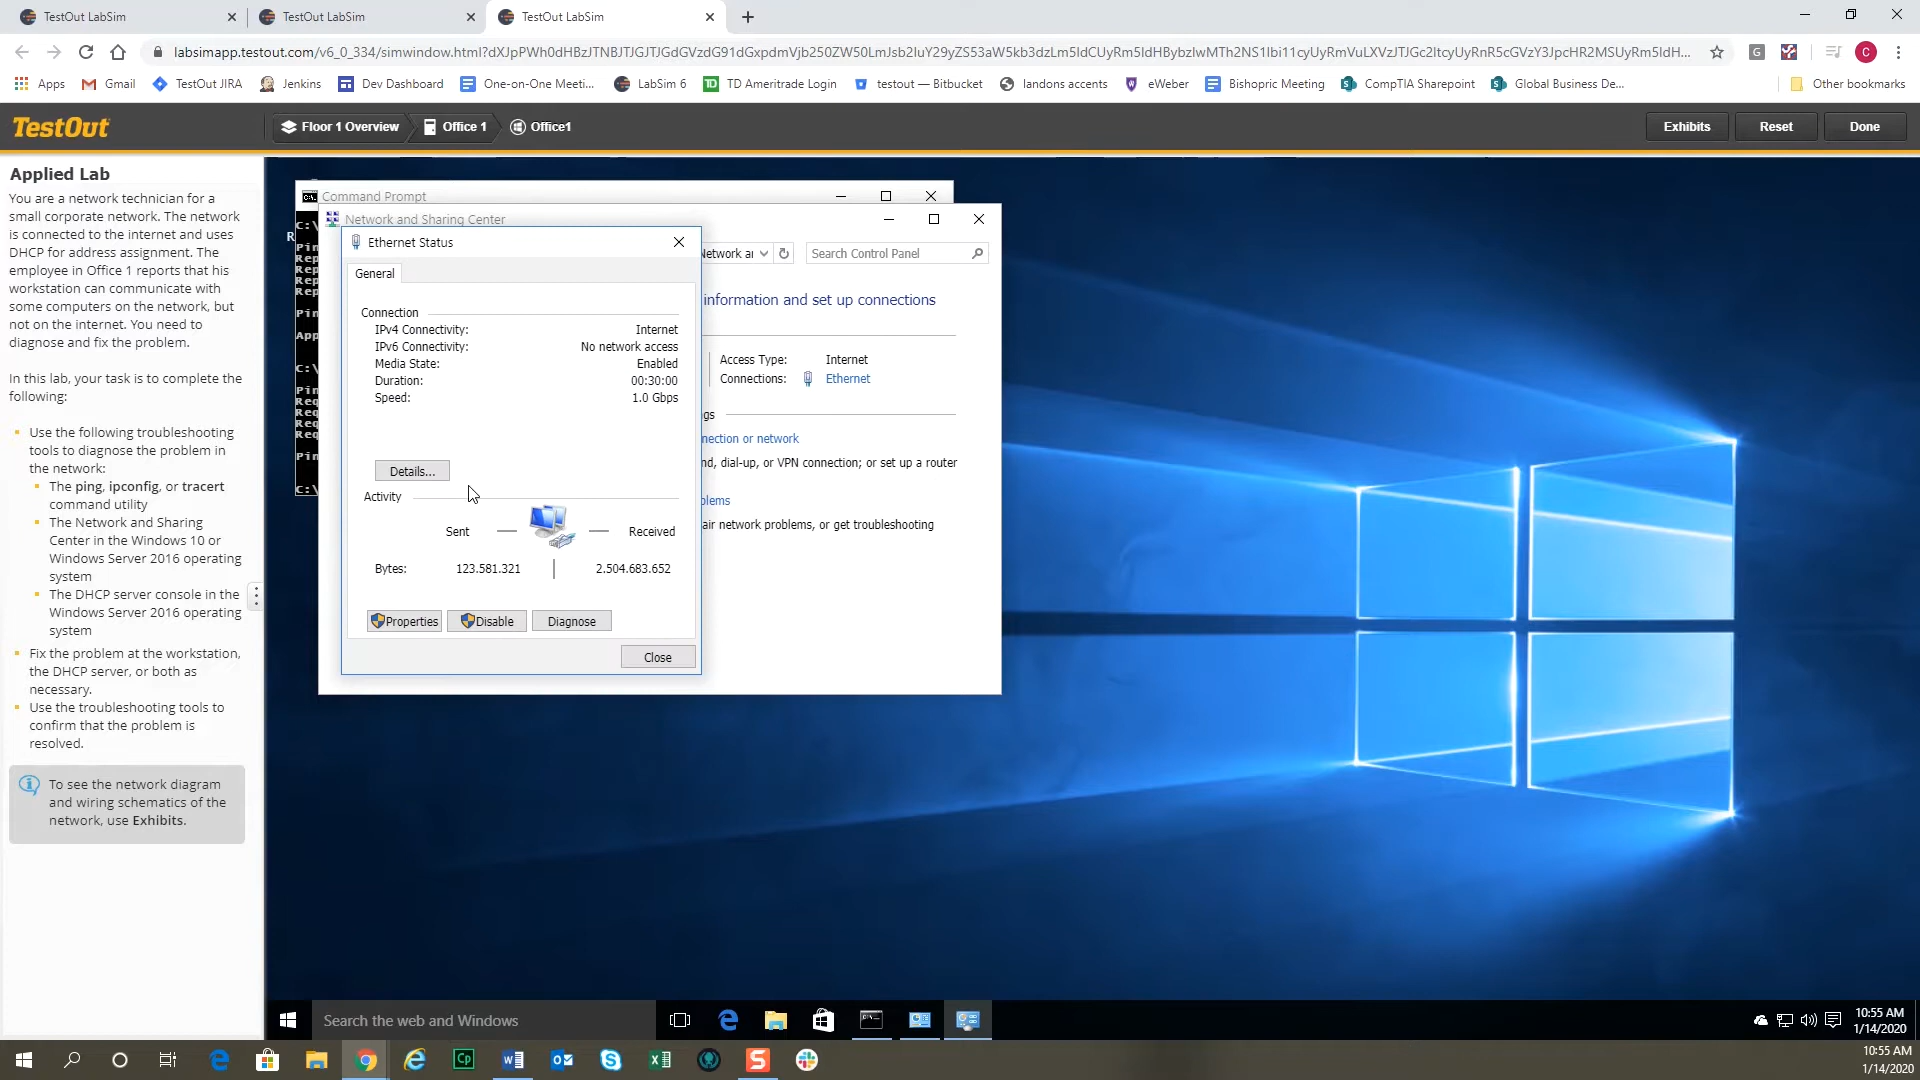 TestOut LabSim
TestOut LabSim
TestOut LabSim
Apps
Gmail
TestOut JIRA
Jenkins
Dev Dashboard
One-on-One Meeti...
LabSim 6
TD Ameritrade Login
testout — Bitbucket
landons accents
eWeber
Bishopric Meeting
CompTIA Sharepoint
Global Business De...
Other bookmarks
TestOut
Floor 1 Overview
Office 1
Office1
Exhibits
Reset
Done
Applied Lab
You are a network technician for a
small corporate network. The network
is connected to the internet and uses
DHCP for address assignment. The
employee in Office 1 reports that his
workstation can communicate with
some computers on the network, but
not on the internet. You need to
diagnose and fix the problem.
In this lab, your task is to complete the
following:
Use the following troubleshooting
tools to diagnose the problem in
the network:
The ping, ipconfig, or tracert
command utility
The Network and Sharing
Center in the Windows 10 or
Windows Server 2016 operating
system
The DHCP server console in the
Windows Server 2016 operating
system
Fix the problem at the workstation,
the DHCP server, or both as
necessary.
Use the troubleshooting tools to
confirm that the problem is
resolved.
To see the network diagram
and wiring schematics of the
network, use Exhibits.
Command Prompt
Network and Sharing Center
Search Control Panel
information and set up connections
Access Type: Internet
Connections: Ethernet
nection or network
nd, dial-up, or VPN connection; or set up a router
blems
air network problems, or get troubleshooting
Ethernet Status
General
Connection
IPv4 Connectivity: Internet
IPv6 Connectivity: No network access
Media State: Enabled
Duration: 00:30:00
Speed: 1.0 Gbps
Details...
Activity
Sent — Received
Bytes: 123.581.321 | 2.504.683.652
Properties
Disable
Diagnose
Close
Search the web and Windows
10:55 AM
1/14/2020
10:55 AM
1/14/2020